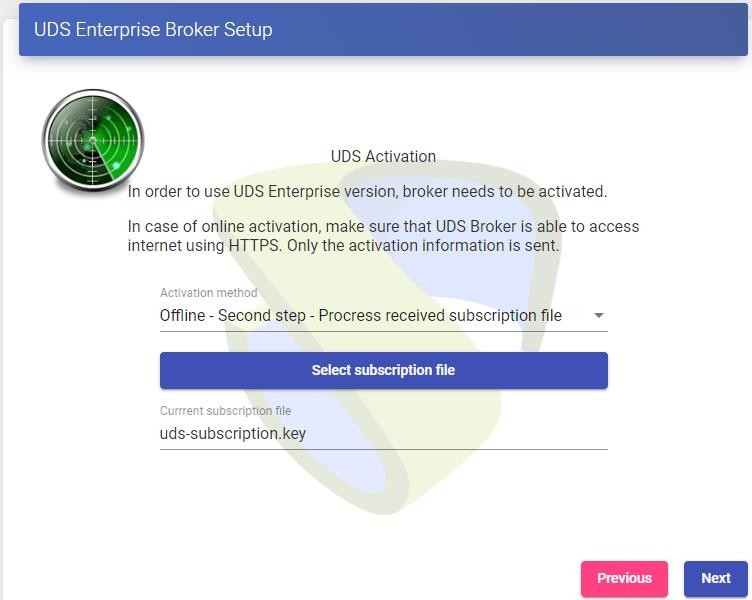 UDS Enterprise Broker Setup
UDS Activation
In order to use UDS Enterprise version, broker needs to be activated.
In case of online activation, make sure that UDS Broker is able to access
internet using HTTPS. Only the activation information is sent.
Activation method
Offline - Second step - Procress received subscription file
Select subscription file
Currrent subscription file
uds-subscription.key
Previous
Next